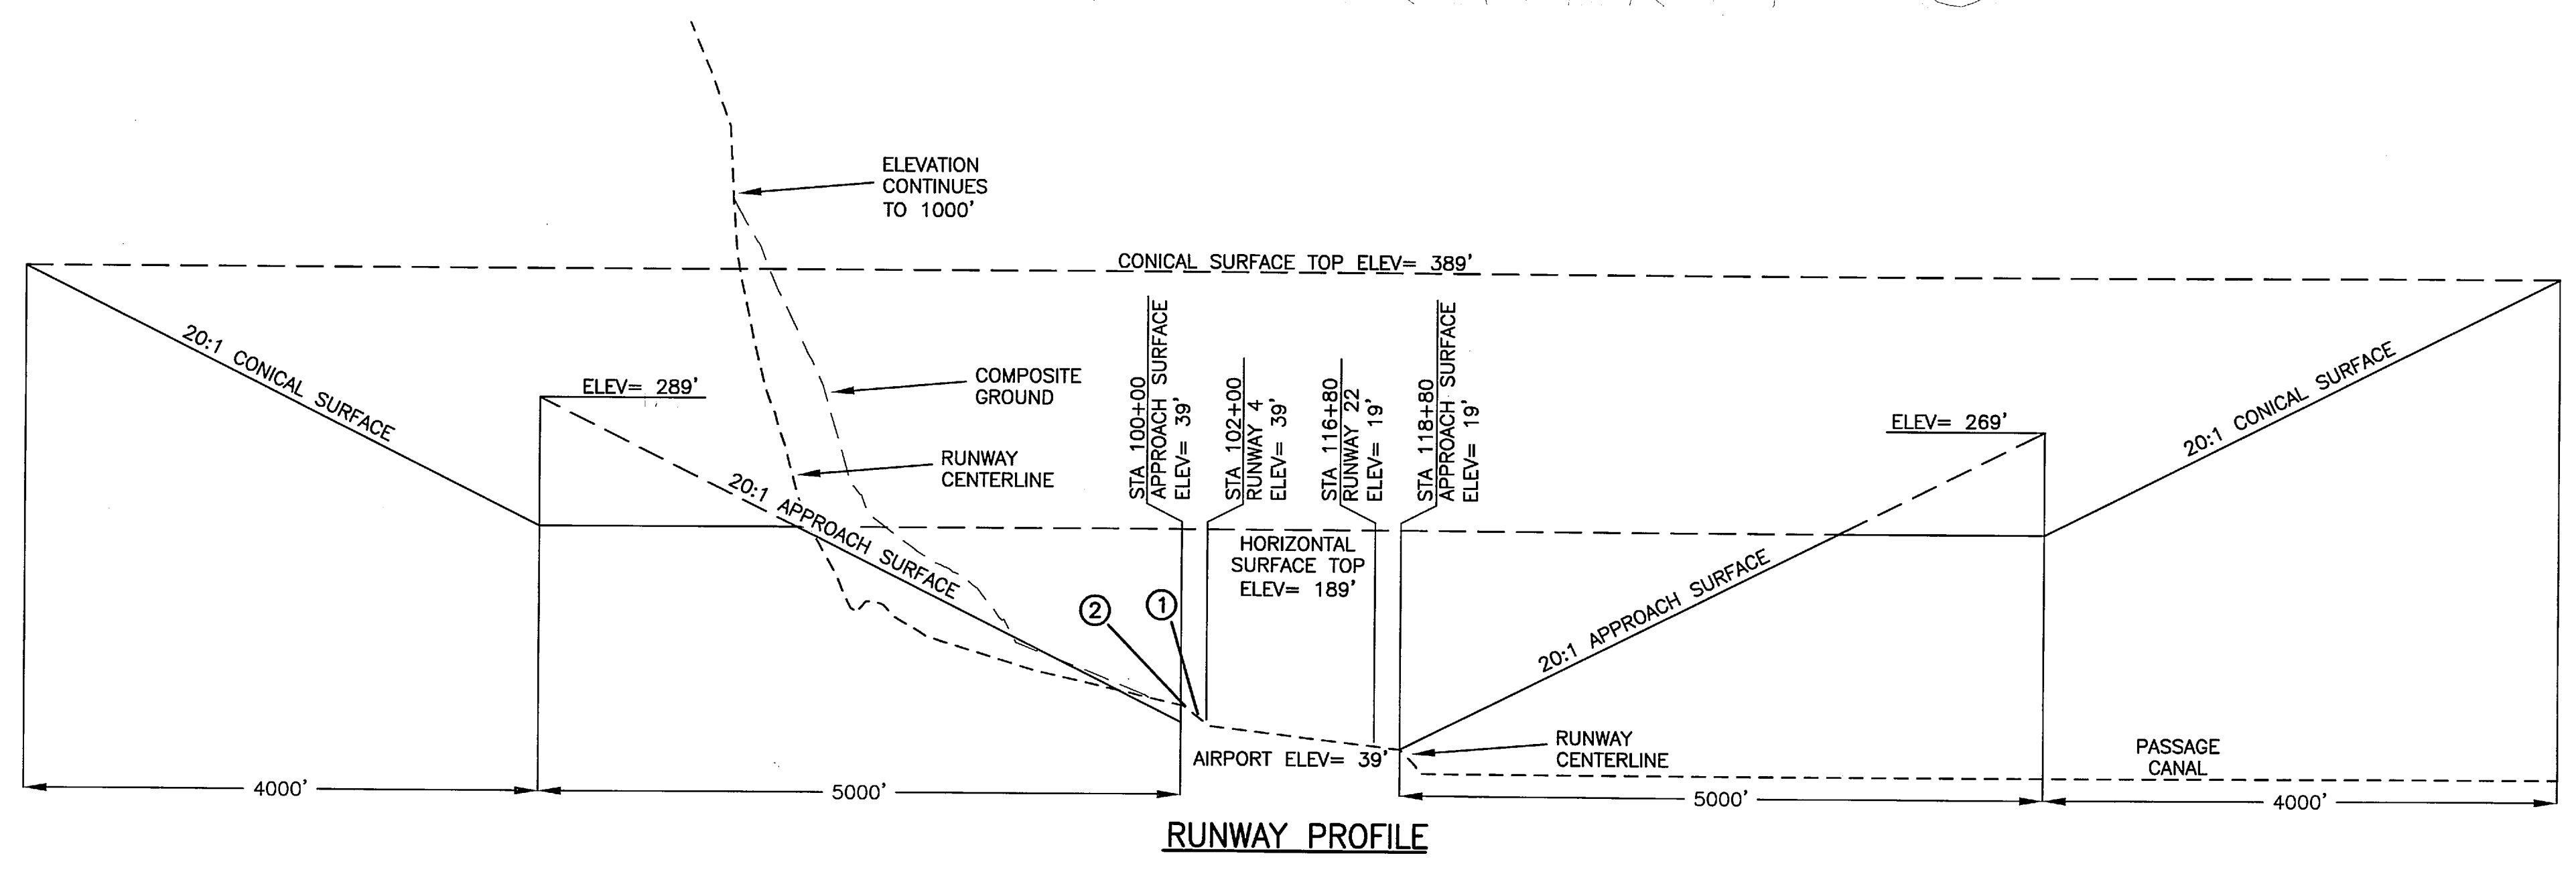 ELEVATION
CONTINUES
TO 1000'
CONICAL SURFACE TOP ELEV= 389'
20:1 CONICAL SURFACE
ELEV= 289'
COMPOSITE
GROUND
RUNWAY
CENTERLINE
20:1 APPROACH SURFACE
STA 100+00
APPROACH SURFACE
ELEV= 39'
STA 102+00
RUNWAY 4
ELEV= 39'
STA 116+80
RUNWAY 22
ELEV= 19'
STA 118+80
APPROACH SURFACE
ELEV= 19'
HORIZONTAL
SURFACE TOP
ELEV= 189'
2
1
ELEV= 269'
20:1 CONICAL SURFACE
20:1 APPROACH SURFACE
AIRPORT ELEV= 39'
RUNWAY
CENTERLINE
PASSAGE
CANAL
4000'
5000'
5000'
4000'
RUNWAY PROFILE